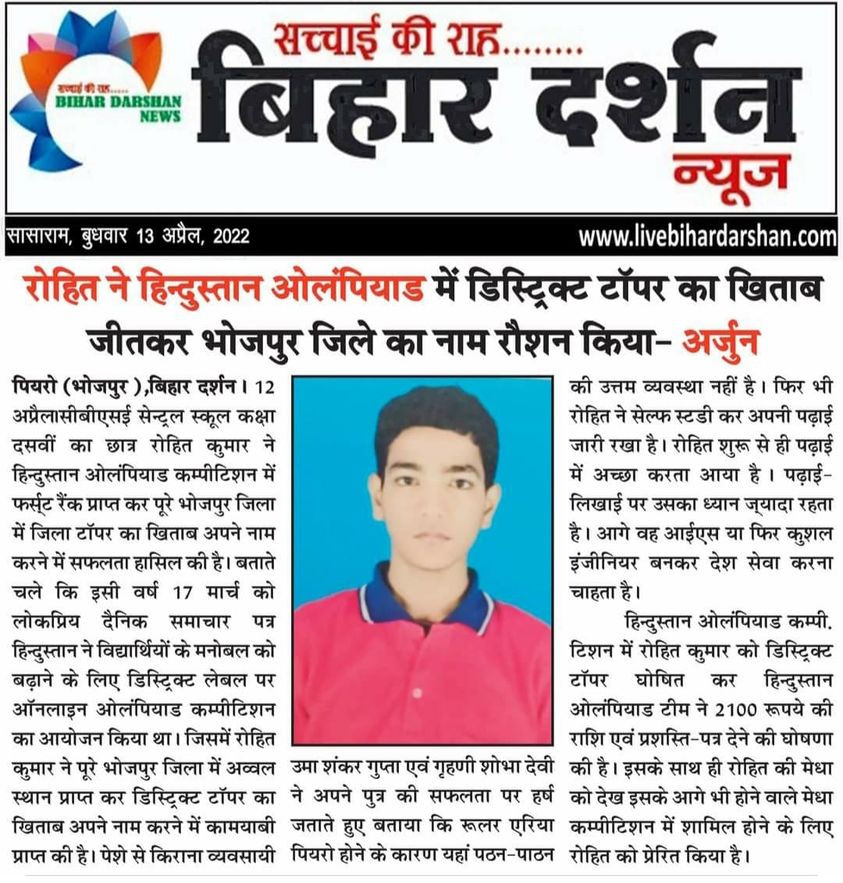 सच्चाई की राह........
बिहार दर्शन
न्यूज
सच्चाई की राह.....
BIHAR DARSHAN
NEWS
सासाराम, बुधवार 13 अप्रैल, 2022
www.livebihardarshan.com
रोहित ने हिन्दुस्तान ओलंपियाड में डिस्ट्रिक्ट टॉपर का खिताब
जीतकर भोजपुर जिले का नाम रौशन किया- अर्जुन
पियरो (भोजपुर ),बिहार दर्शन। 12
अप्रैल।सीबीएसई सेन्ट्रल स्कूल कक्षा
दसवीं का छात्र रोहित कुमार ने
हिन्दुस्तान ओलंपियाड कम्पीटिशन में
फर्स्ट रैंक प्राप्त कर पूरे भोजपुर जिला
में जिला टॉपर का खिताब अपने नाम
करने में सफलता हासिल की है। बताते
चले कि इसी वर्ष 17 मार्च को
लोकप्रिय दैनिक समाचार पत्र
हिन्दुस्तान ने विद्यार्थियों के मनोबल को
बढ़ाने के लिए डिस्ट्रिक्ट लेबल पर
ऑनलाइन ओलंपियाड कम्पीटिशन
का आयोजन किया था। जिसमें रोहित
कुमार ने पूरे भोजपुर जिला में अव्वल
स्थान प्राप्त कर डिस्ट्रिक्ट टॉपर का
खिताब अपने नाम करने में कामयाबी
प्राप्त की है। पेशे से किराना व्यवसायी
उमा शंकर गुप्ता एवं गृहणी शोभा देवी
ने अपने पुत्र की सफलता पर हर्ष
जताते हुए बताया कि रूलर एरिया
पियरो होने के कारण यहां पठन-पाठन
की उत्तम व्यवस्था नहीं है। फिर भी
रोहित ने सेल्फ स्टडी कर अपनी पढ़ाई
जारी रखा है। रोहित शुरू से ही पढ़ाई
में अच्छा करता आया है । पढ़ाई-
लिखाई पर उसका ध्यान ज्यादा रहता
है। आगे वह आईएस या फिर कुशल
इंजीनियर बनकर देश सेवा करना
चाहता है।
हिन्दुस्तान ओलंपियाड कम्पी.
टिशन में रोहित कुमार को डिस्ट्रिक्ट
टॉपर घोषित कर हिन्दुस्तान
ओलंपियाड टीम ने 2100 रूपये की
राशि एवं प्रशस्ति-पत्र देने की घोषणा
की है। इसके साथ ही रोहित की मेधा
को देख इसके आगे भी होने वाले मेधा
कम्पीटिशन में शामिल होने के लिए
रोहित को प्रेरित किया है।